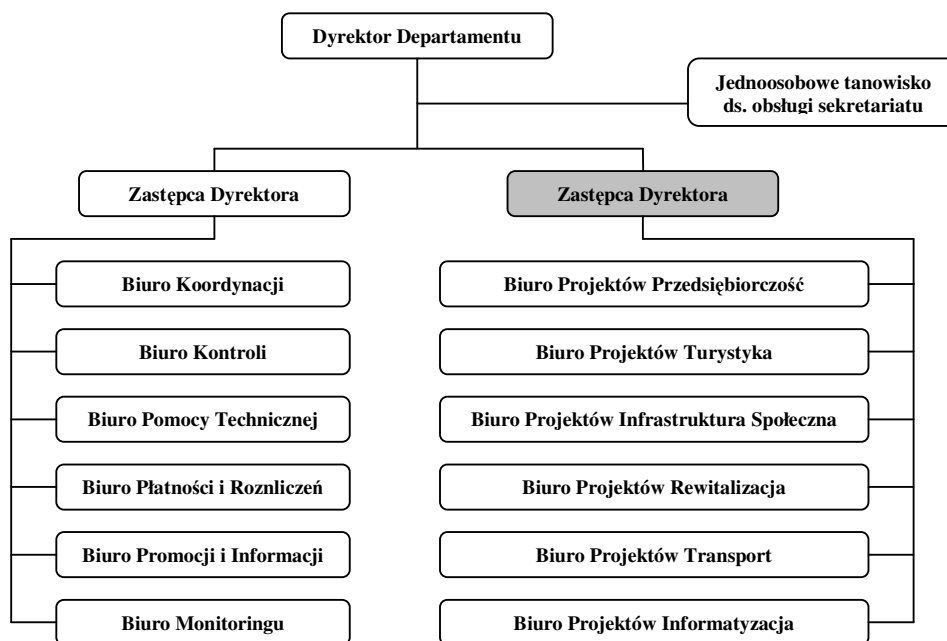 Dyrektor Departamentu
Jednoosobowe tanowisko
ds. obsługi sekretariatu
Zastępca Dyrektora
Zastępca Dyrektora
Biuro Koordynacji
Biuro Projektów Przedsiębiorczość
Biuro Kontroli
Biuro Projektów Turystyka
Biuro Pomocy Technicznej
Biuro Projektów Infrastruktura Społeczna
Biuro Płatności i Roznliczeń
Biuro Projektów Rewitalizacja
Biuro Promocji i Informacji
Biuro Projektów Transport
Biuro Monitoringu
Biuro Projektów Informatyzacja